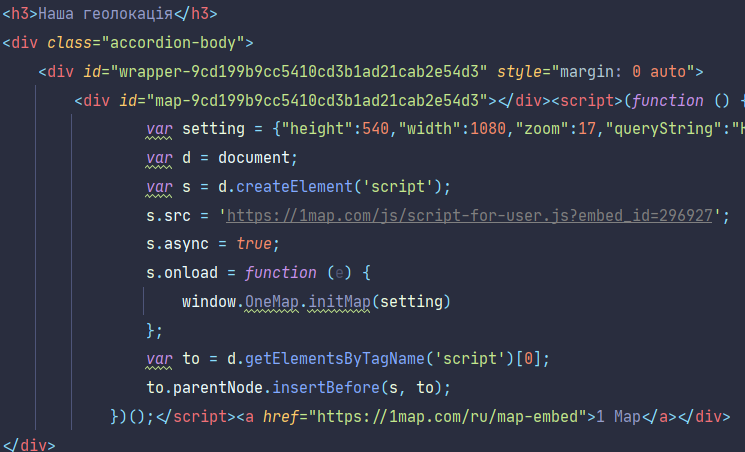 <h3>Наша геолокація</h3>
<div class="accordion-body">
<div id="wrapper-9cd199b9cc5410cd3b1ad21cab2e54d3" style="margin: 0 auto">
<div id="map-9cd199b9cc5410cd3b1ad21cab2e54d3"></div><script>(function () {
var setting = {"height":540,"width":1080,"zoom":17,"queryString":"
var d = document;
var s = d.createElement('script');
s.src = 'https://1map.com/js/script-for-user.js?embed_id=296927';
s.async = true;
s.onload = function (e) {
window.OneMap.initMap(setting)
};
var to = d.getElementsByTagName('script')[0];
to.parentNode.insertBefore(s, to);
})();</script><a href="https://1map.com/ru/map-embed">1 Map</a></div>
</div>